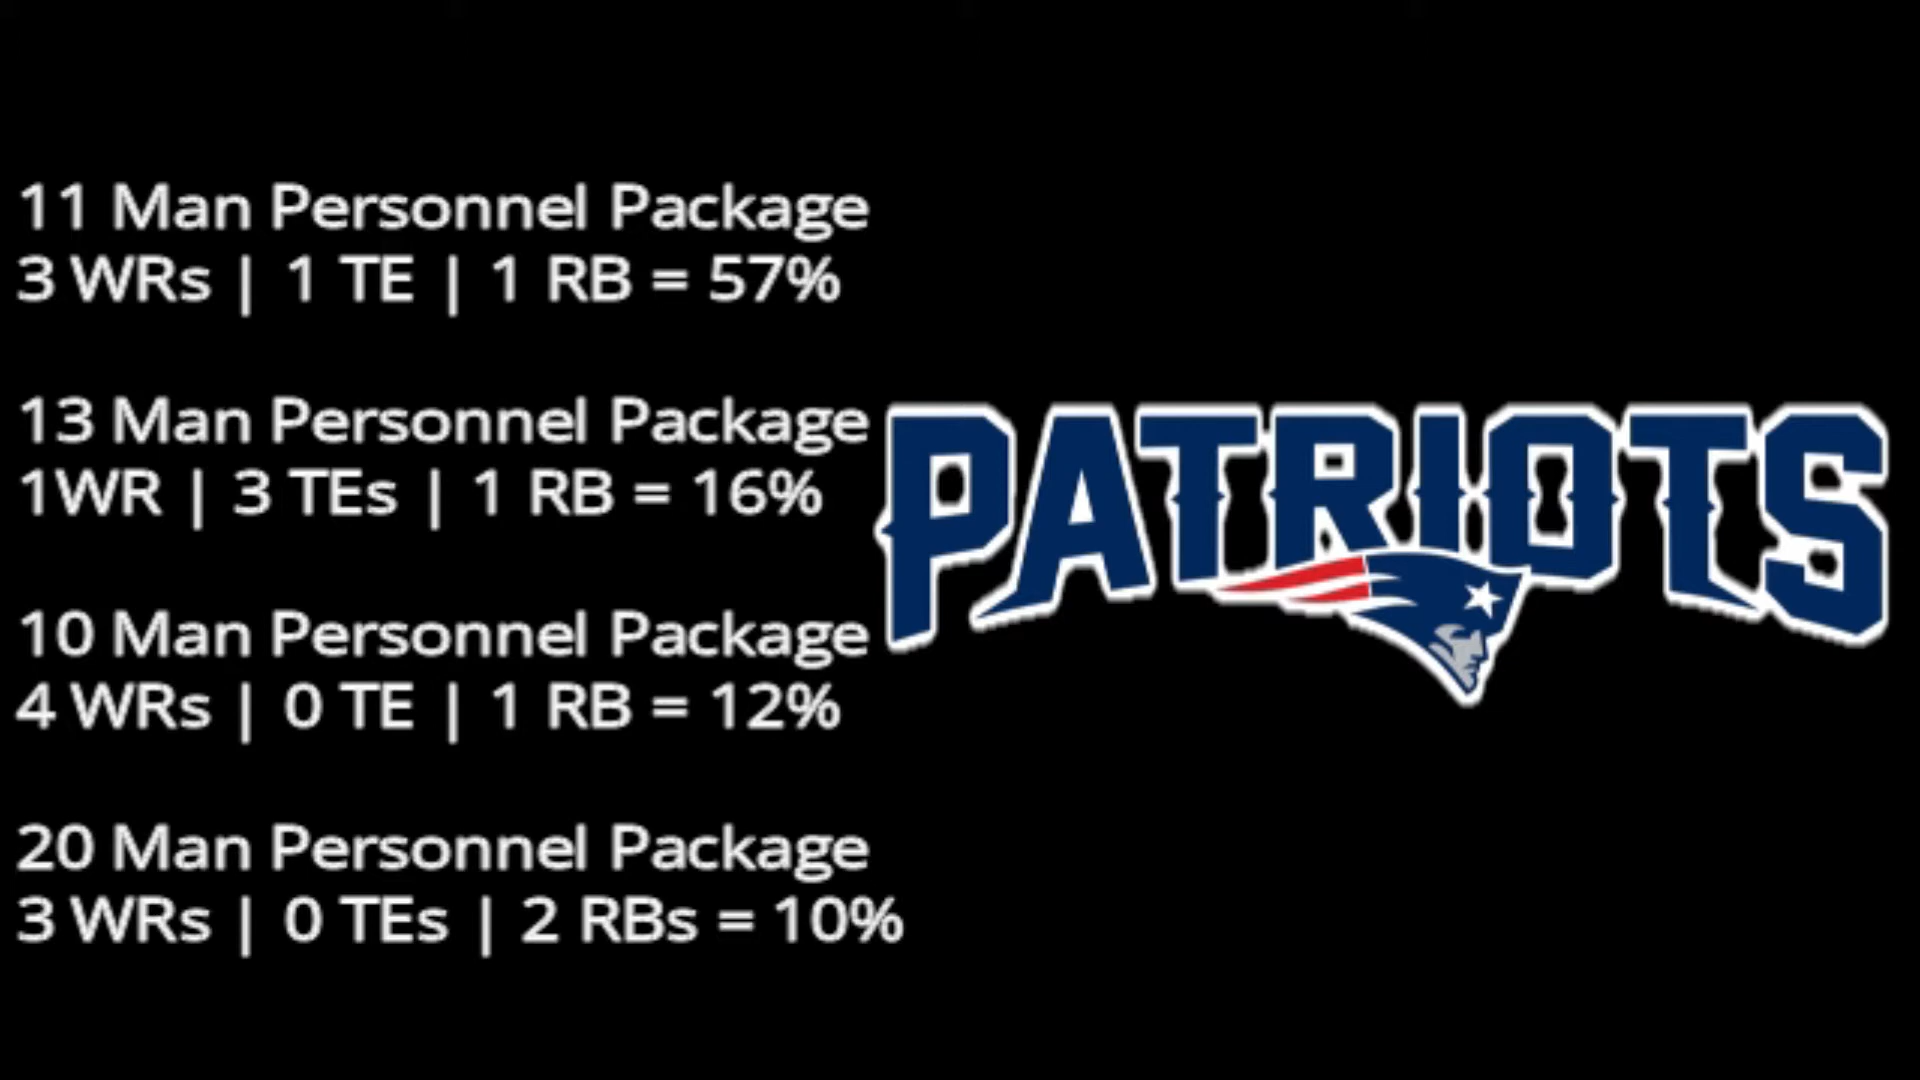 11 Man Personnel Package
3 WRs | 1 TE | 1 RB = 57%
13 Man Personnel Package
1WR | 3 TEs | 1 RB = 16%
10 Man Personnel Package
4 WRs | 0 TE | 1 RB = 12%
20 Man Personnel Package
3 WRs | 0 TEs | 2 RBs = 10%
PATRIOTS